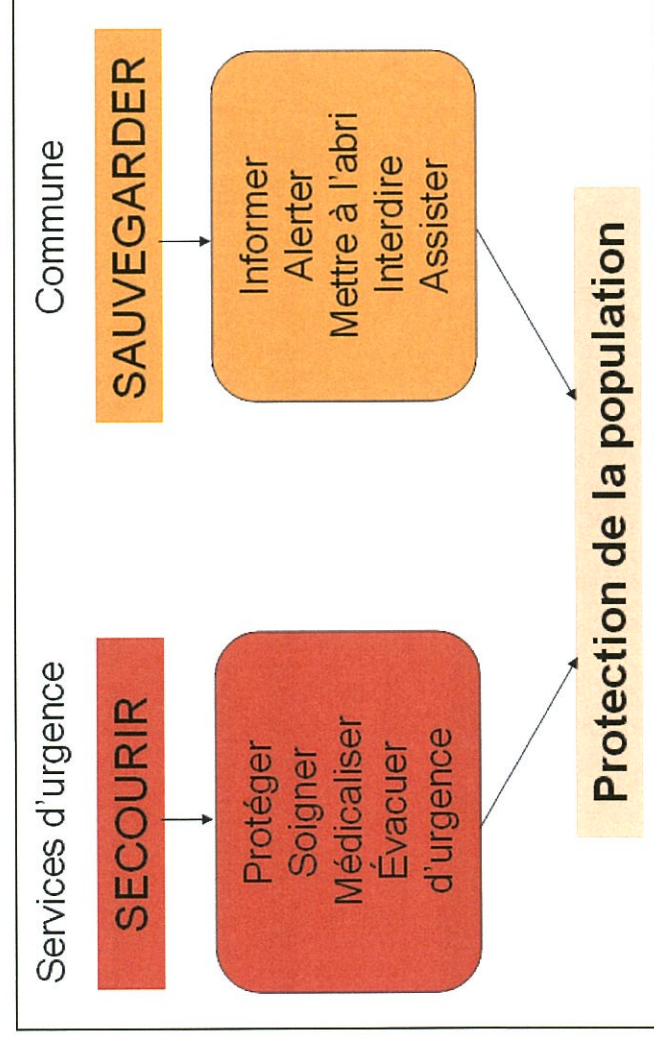 Services d'urgence
SECOURIR
Protéger
Soigner
Médicaliser
Évacuer
d'urgence
Commune
SAUVEGARDER
Informer
Alerter
Mettre à l'abri
Interdire
Assister
Protection de la population